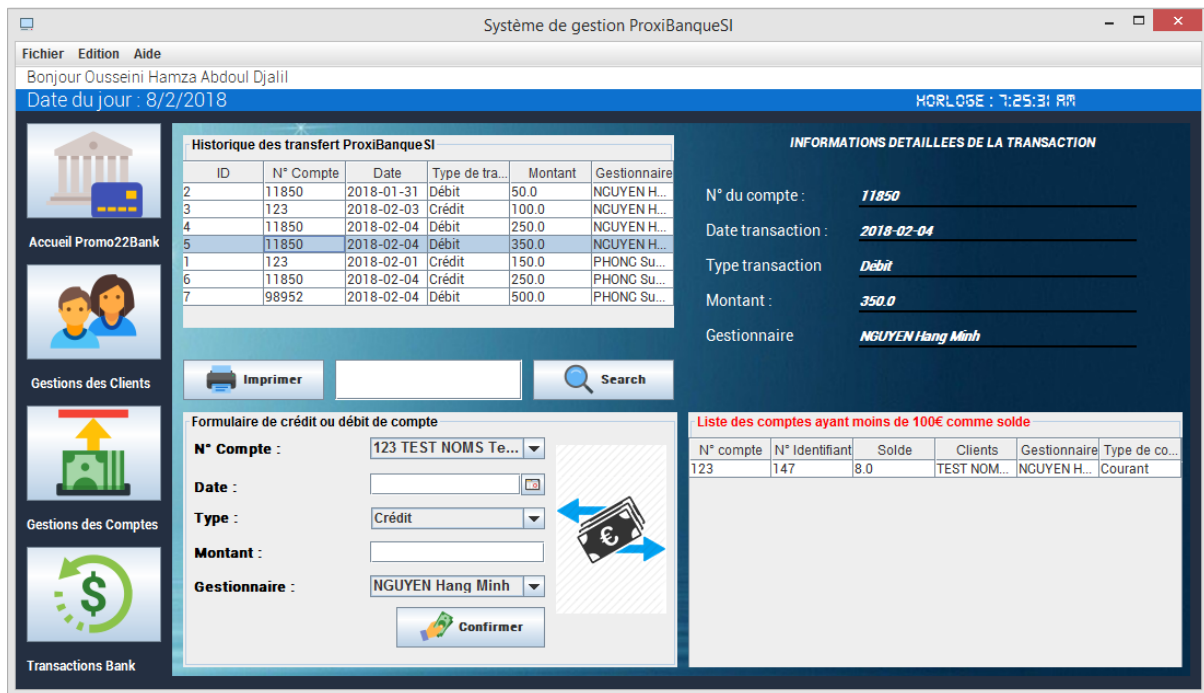 Système de gestion ProxiBanqueSI
Fichier Edition Aide
Bonjour Ousseini Hamza Abdoul Djalil
Date du jour : 8/2/2018 HORLOGE : 7:25:31 AM
Accueil Promo22Bank
Gestions des Clients
Gestions des Comptes
Transactions Bank
Historique des transfert ProxiBanqueSI
ID N° Compte Date Type de tra... Montant Gestionnaire
2 11850 2018-01-31 Débit 50.0 NGUYEN H...
3 123 2018-02-03 Crédit 100.0 NGUYEN H...
4 11850 2018-02-04 Débit 250.0 NGUYEN H...
5 11850 2018-02-04 Débit 350.0 NGUYEN H...
1 123 2018-02-01 Crédit 150.0 PHONG Su...
6 11850 2018-02-04 Crédit 250.0 PHONG Su...
7 98952 2018-02-04 Débit 500.0 PHONG Su...
INFORMATIONS DETAILLEES DE LA TRANSACTION
N° du compte : 11850
Date transaction : 2018-02-04
Type transaction Débit
Montant : 350.0
Gestionnaire NGUYEN Hang Minh
Imprimer Search
Formulaire de crédit ou débit de compte
N° Compte : 123 TEST NOMS Te...
Date :
Type : Crédit
Montant :
Gestionnaire : NGUYEN Hang Minh
Confirmer
Liste des comptes ayant moins de 100€ comme solde
N° compte N° Identifiant Solde Clients Gestionnaire Type de co...
123 147 8.0 TEST NOM... NGUYEN H... Courant